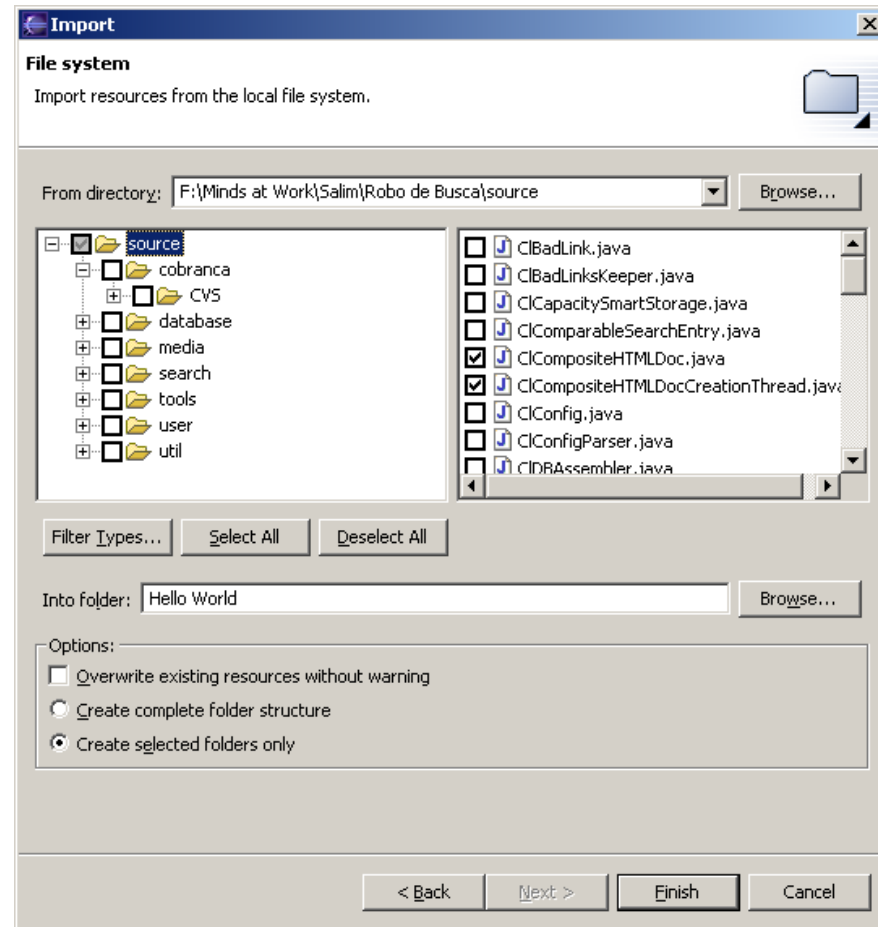 Import
File system
Import resources from the local file system.
From directory: F:\Minds at Work\Salim\Robo de Busca\source Browse...
source
cobranca
CVS
database
media
search
tools
user
util
ClBadLink.java
ClBadLinksKeeper.java
ClCapacitySmartStorage.java
ClComparableSearchEntry.java
ClCompositeHTMLDoc.java
ClCompositeHTMLDocCreationThread.java
ClConfig.java
ClConfigParser.java
ClDBAssembler.java
Filter Types... Select All Deselect All
Into folder: Hello World Browse...
Options:
Overwrite existing resources without warning
Create complete folder structure
Create selected folders only
< Back Next > Finish Cancel